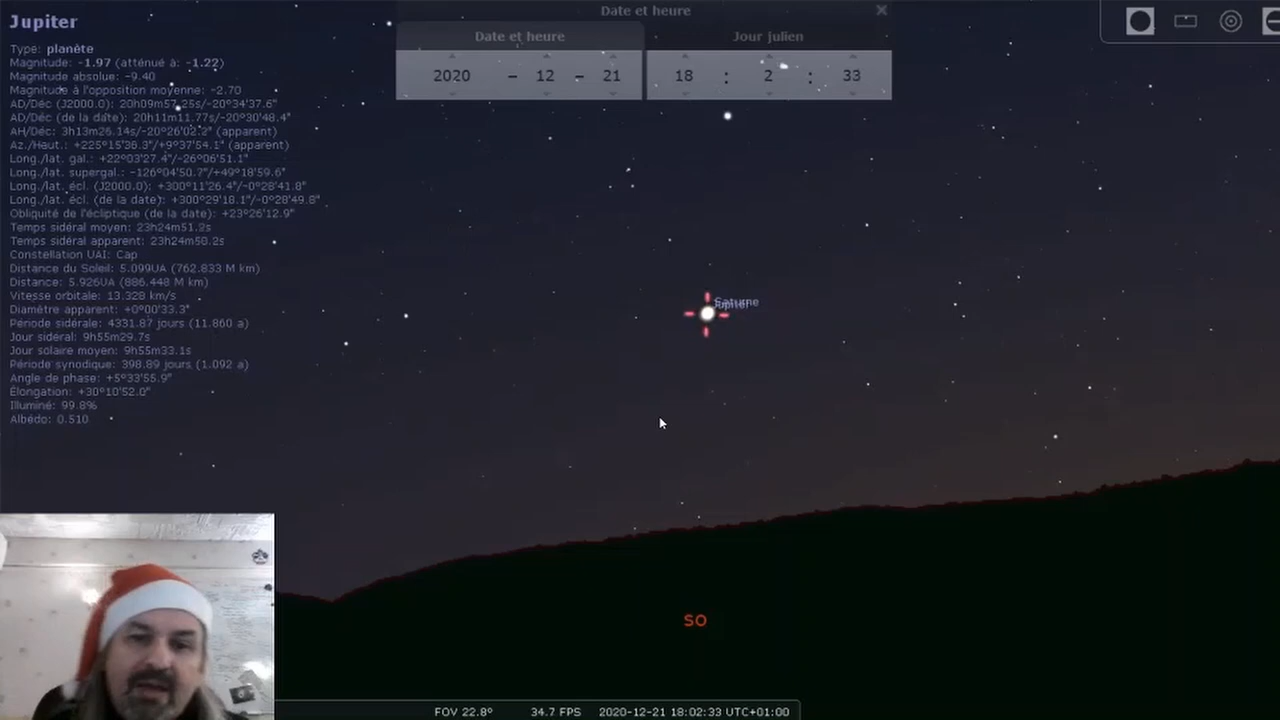 Jupiter
Type: planète
Magnitude: -1.97 (atténué à: -1.22)
Magnitude absolue: -9.40
Magnitude à l'opposition moyenne: -2.70
AD/Déc (J2000.0): 20h09m57.25s/-20°34'37.6"
AD/Déc (de la date): 20h11m11.77s/-20°30'48.4"
AH/Déc: 3h13m26.14s/-20°26'02.2" (apparent)
Az./Haut.: +225°15'36.3"/+9°37'54.1" (apparent)
Long./lat. gal.: +22°03'27.4"/-26°06'51.1"
Long./lat. supergal.: -126°04'50.7"/+49°18'59.6"
Long./lat. écl. (J2000.0): +300°11'26.4"/-0°28'41.8"
Long./lat. écl. (de la date): +300°29'18.1"/-0°28'49.8"
Obliquité de l'écliptique (de la date): +23°26'12.9"
Temps sidéral moyen: 23h24m51.2s
Temps sidéral apparent: 23h24m50.2s
Constellation UAI: Cap
Distance du Soleil: 5.099UA (762.833 M km)
Distance: 5.926UA (886.448 M km)
Vitesse orbitale: 13.328 km/s
Diamètre apparent: +0°00'33.3"
Période sidérale: 4331.87 jours (11.860 a)
Jour sidéral: 9h55m29.7s
Jour solaire moyen: 9h55m33.1s
Période synodique: 398.89 jours (1.092 a)
Angle de phase: +5°33'55.9"
Élongation: +30°10'52.0"
Illuminé: 99.8%
Albédo: 0.510
Date et heure
Date et heure Jour julien
2020 - 12 - 21 18 : 2 : 33
Saturne
Jupiter
SO
FOV 22.8° 34.7 FPS 2020-12-21 18:02:33 UTC+01:00